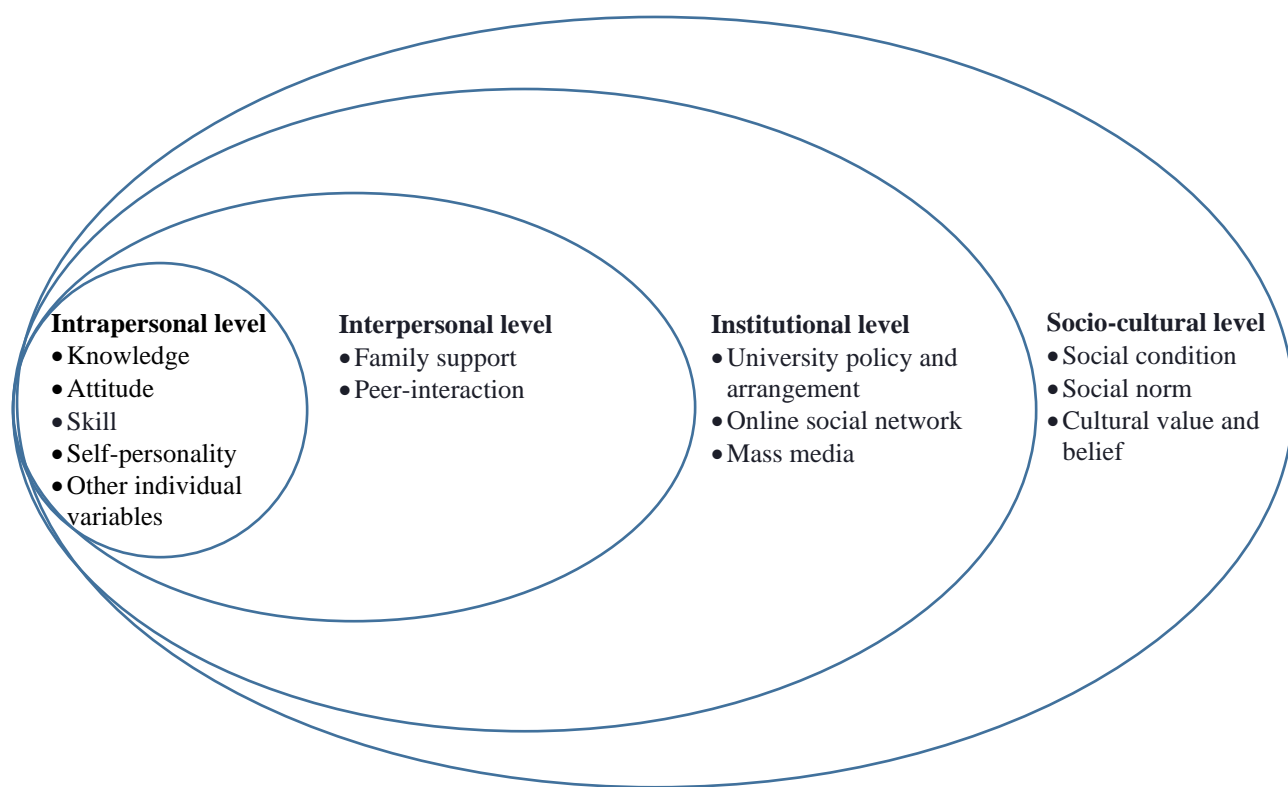 Intrapersonal level
• Knowledge
• Attitude
• Skill
• Self-personality
• Other individual
variables
Interpersonal level
• Family support
• Peer-interaction
Institutional level
• University policy and
arrangement
• Online social network
• Mass media
Socio-cultural level
• Social condition
• Social norm
• Cultural value and
belief